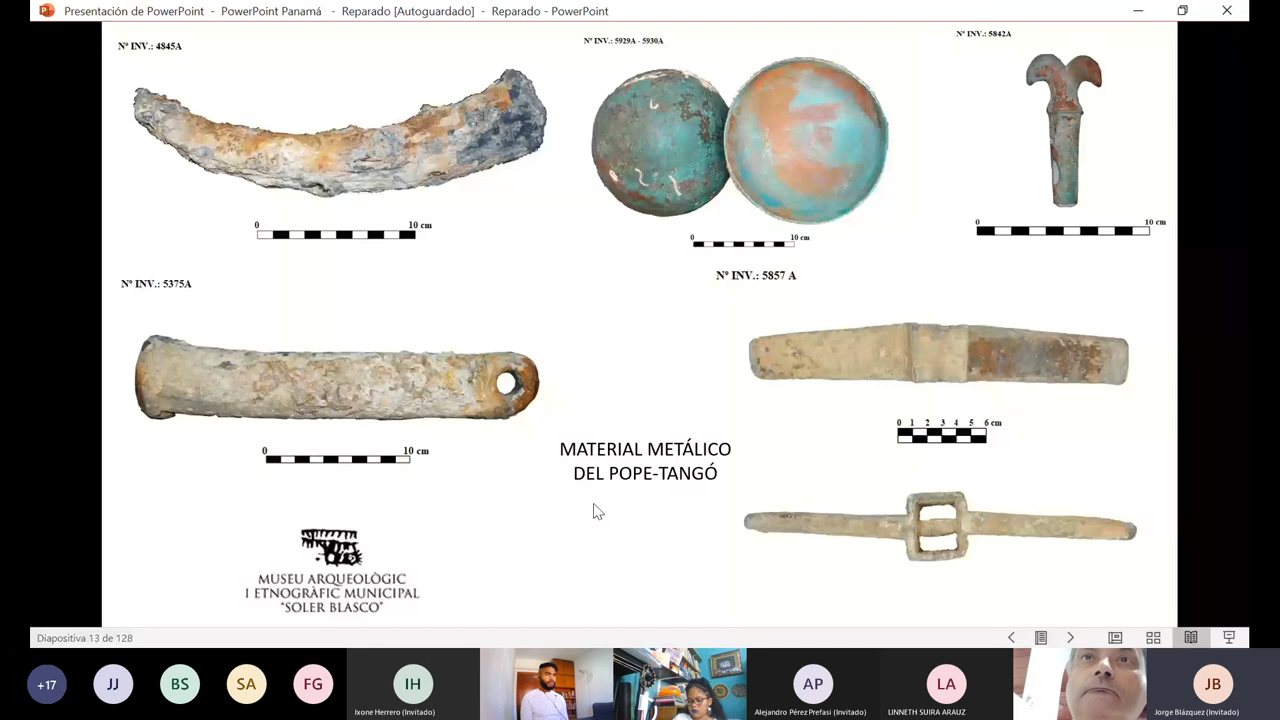 Presentación de PowerPoint - PowerPoint Panamá - Reparado [Autoguardado] - Reparado - PowerPoint
Nº INV.: 4845A
Nº INV.: 5929A - 5930A
Nº INV.: 5842A
0 10 cm
0 10 cm
0 10 cm
Nº INV.: 5375A
Nº INV.: 5857 A
0 1 2 3 4 5 6 cm
0 10 cm
MATERIAL METÁLICO
DEL POPE-TANGÓ
MUSEU ARQUEOLÒGIC
I ETNOGRÀFIC MUNICIPAL
"SOLER BLASCO"
Diapositiva 13 de 128
+17
JJ
BS
SA
FG
IH
AP
LA
JB
Ixone Herrero (Invitado)
Alejandro Pérez Prefasi (Invitado)
LINNETH SUIRA ARAUZ
Jorge Blázquez (Invitado)